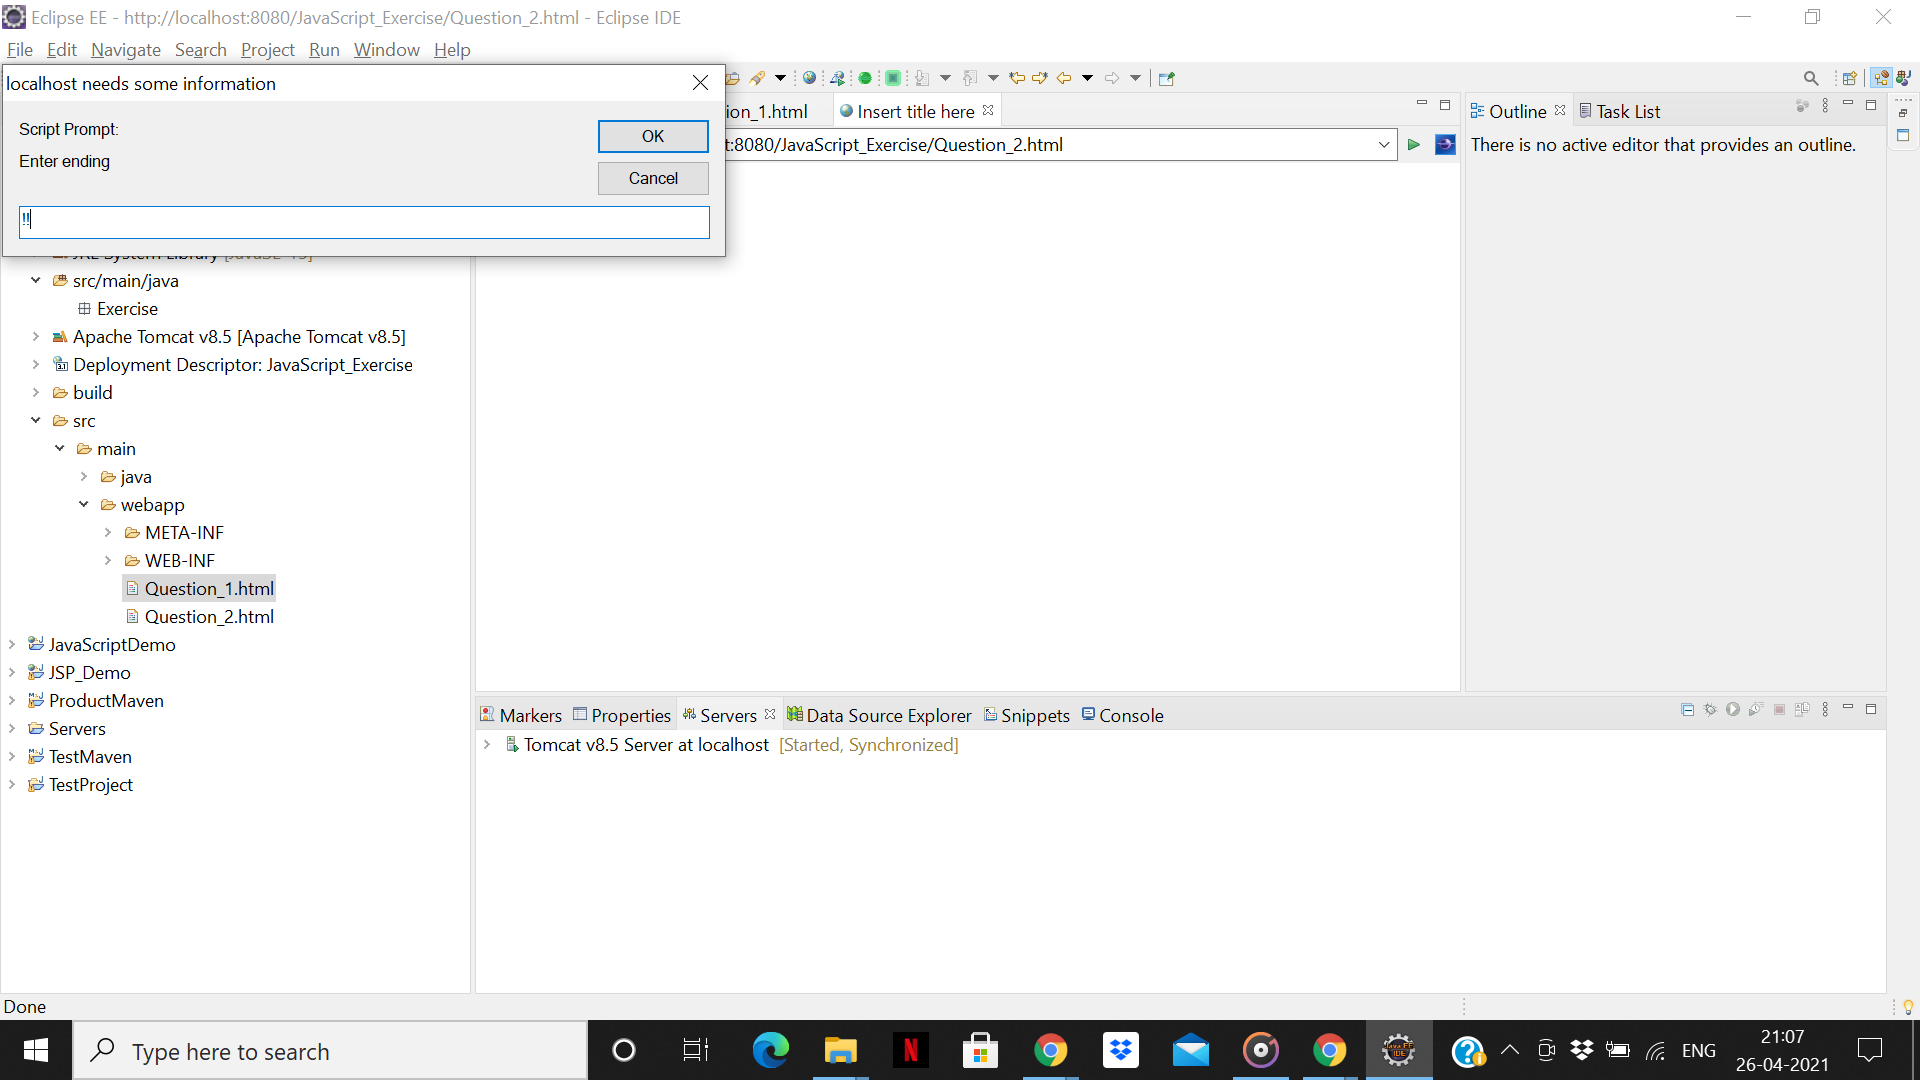 Eclipse EE - http://localhost:8080/JavaScript_Exercise/Question_2.html - Eclipse IDE
File Edit Navigate Search Project Run Window Help
localhost needs some information
Script Prompt:
Enter ending
OK
Cancel
!!
ion_1.html
Insert title here
t:8080/JavaScript_Exercise/Question_2.html
Outline
Task List
There is no active editor that provides an outline.
src/main/java
Exercise
Apache Tomcat v8.5 [Apache Tomcat v8.5]
Deployment Descriptor: JavaScript_Exercise
build
src
main
java
webapp
META-INF
WEB-INF
Question_1.html
Question_2.html
JavaScriptDemo
JSP_Demo
ProductMaven
Servers
TestMaven
TestProject
Markers Properties Servers Data Source Explorer Snippets Console
Tomcat v8.5 Server at localhost [Started, Synchronized]
Done
Type here to search
ENG
21:07
26-04-2021